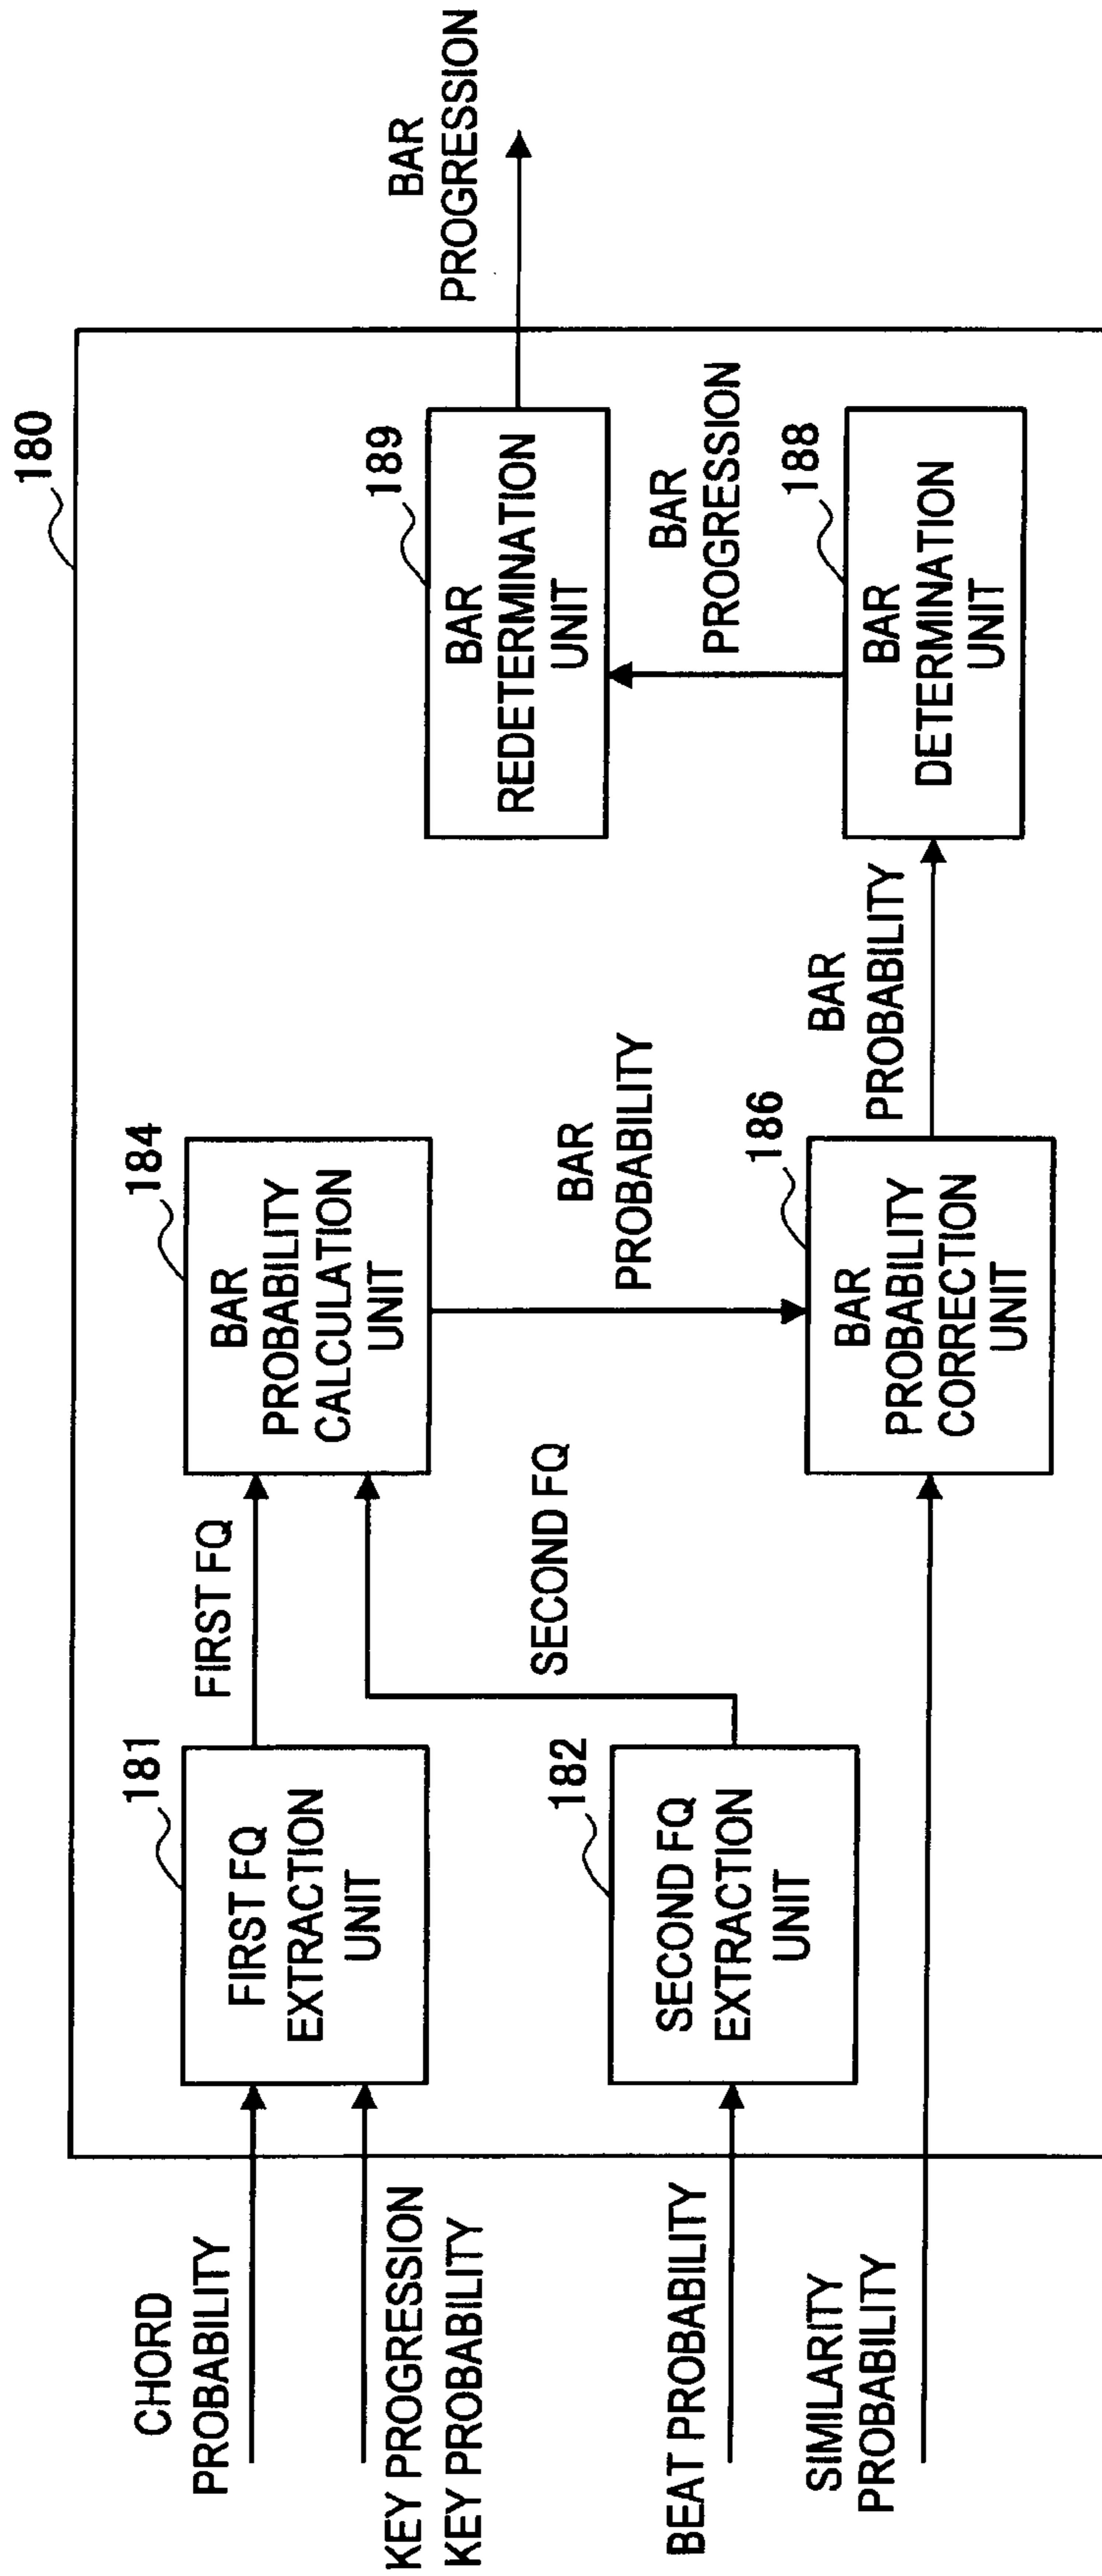 180
CHORD
PROBABILITY
KEY PROGRESSION
KEY PROBABILITY
BEAT PROBABILITY
SIMILARITY
PROBABILITY
181
FIRST FQ
EXTRACTION
UNIT
182
SECOND FQ
EXTRACTION
UNIT
FIRST FQ
SECOND FQ
184
BAR
PROBABILITY
CALCULATION
UNIT
BAR
PROBABILITY
186
BAR
PROBABILITY
CORRECTION
UNIT
BAR
PROBABILITY
188
BAR
DETERMINATION
UNIT
BAR
PROGRESSION
189
BAR
REDETERMINATION
UNIT
BAR
PROGRESSION